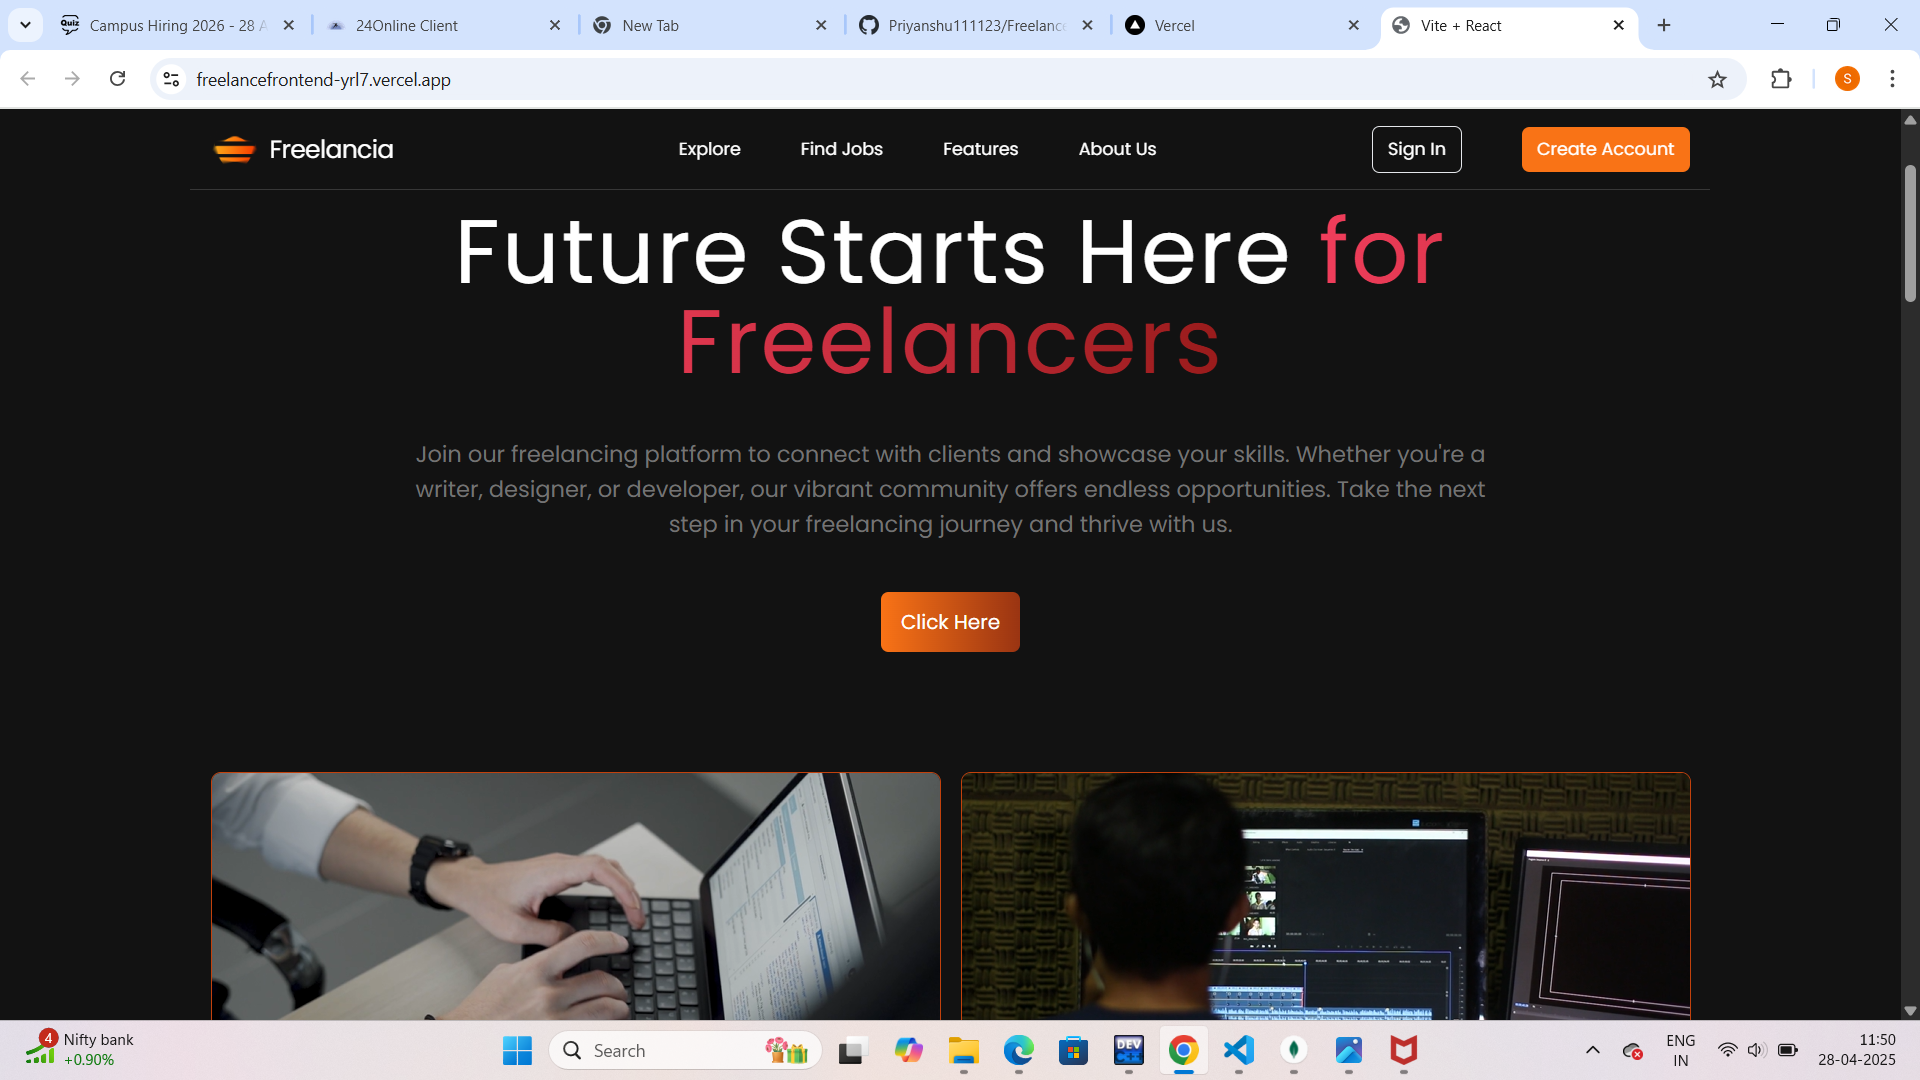 Quiz
Campus Hiring 2026 - 28 A
24Online Client
New Tab
Priyanshu111123/Freelance
Vercel
Vite + React
freelancefrontend-yrl7.vercel.app
S
Freelancia
Explore
Find Jobs
Features
About Us
Sign In
Create Account
Future Starts Here for
Freelancers
Join our freelancing platform to connect with clients and showcase your skills. Whether you're a
writer, designer, or developer, our vibrant community offers endless opportunities. Take the next
step in your freelancing journey and thrive with us.
Click Here
4
Nifty bank
+0.90%
Search
DEV
ENG
IN
11:50
28-04-2025